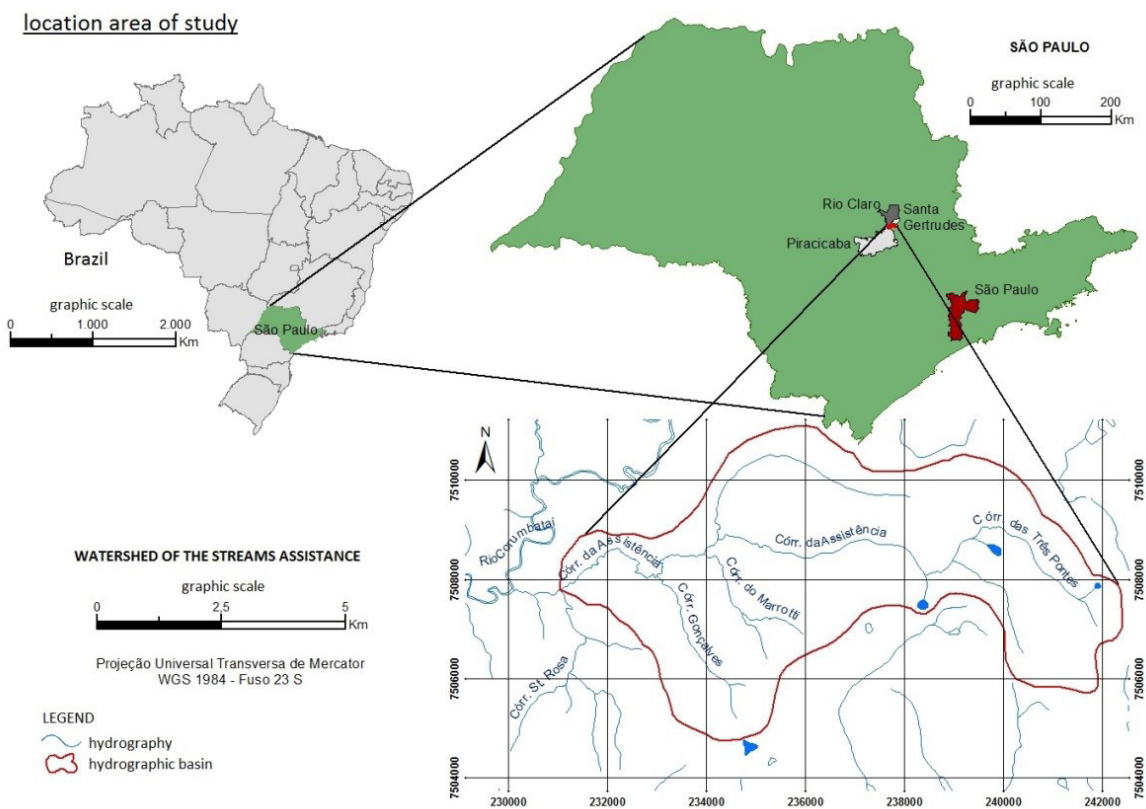 location area of study
Brazil
graphic scale
0 1.000 2.000
Km
São Paulo
SÃO PAULO
graphic scale
0 100 200
Km
Rio Claro
Santa
Gertrudes
Piracicaba
São Paulo
WATERSHED OF THE STREAMS ASSISTANCE
graphic scale
0 2,5 5
Km
Projeção Universal Transversa de Mercator
WGS 1984 - Fuso 23 S
LEGEND
hydrography
hydrographic basin
N
Rio Corumbataí
Córr. da Assistência
Córr. da Assistência
Córr. das Três Pontes
Córr. do Marrotti
Córr. Gonçalves
Córr. St. Rosa
7510000
7508000
7506000
7504000
7510000
7508000
7506000
7504000
230000 232000 234000 236000 238000 240000 242000